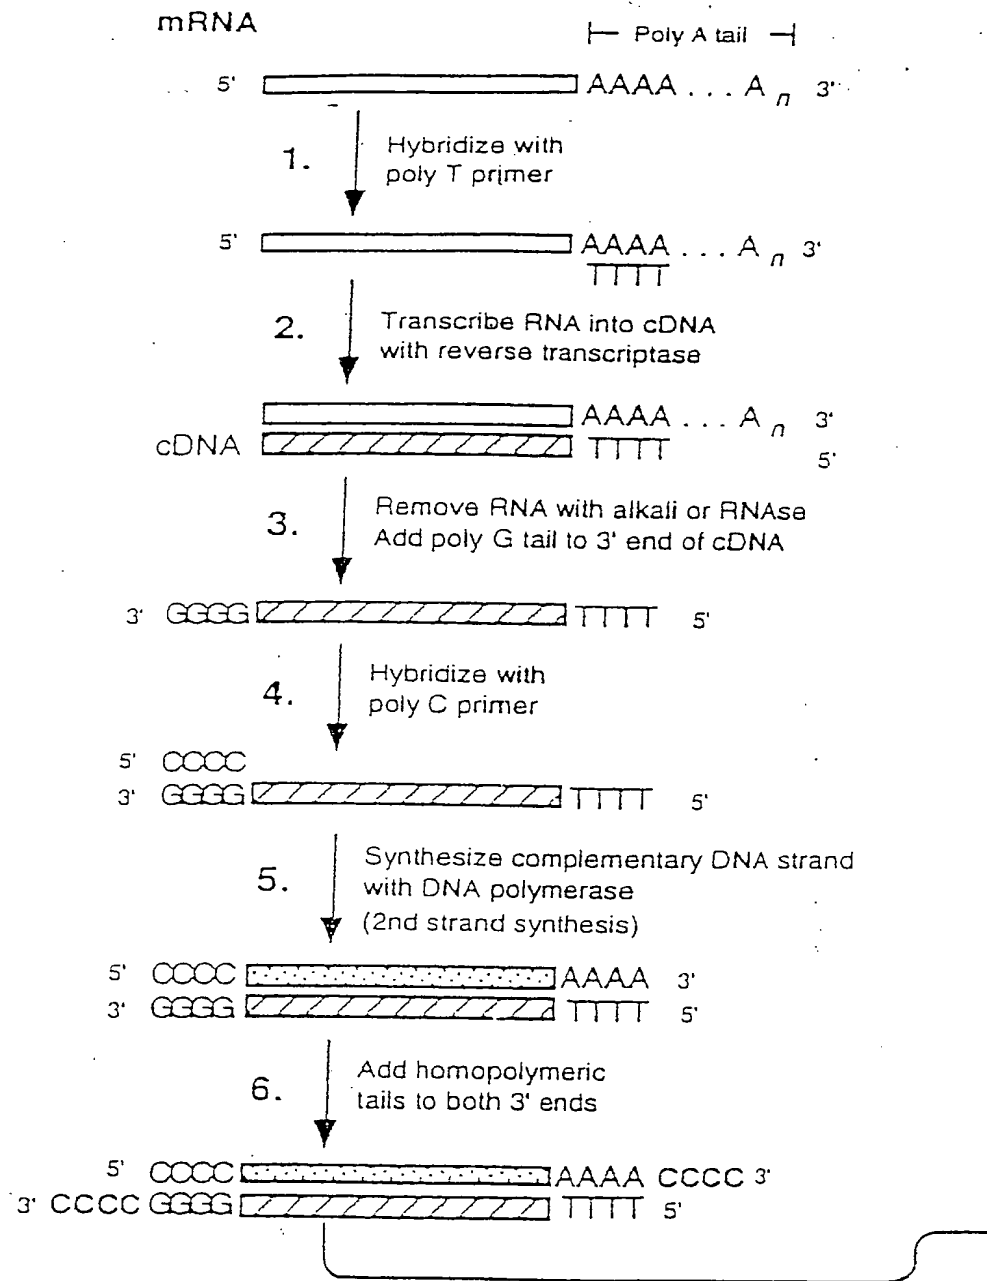 mRNA
Poly A tail
5' AAAA ... A n 3'
1. Hybridize with
poly T primer
5' AAAA ... A n 3'
TTTT
2. Transcribe RNA into cDNA
with reverse transcriptase
AAAA ... A n 3'
cDNA TTTT 5'
3. Remove RNA with alkali or RNAse
Add poly G tail to 3' end of cDNA
3' GGGG TTTT 5'
4. Hybridize with
poly C primer
5' CCCC
3' GGGG TTTT 5'
5. Synthesize complementary DNA strand
with DNA polymerase
(2nd strand synthesis)
5' CCCC AAAA 3'
3' GGGG TTTT 5'
6. Add homopolymeric
tails to both 3' ends
5' CCCC AAAA CCCC 3'
3' CCCC GGGG TTTT 5'